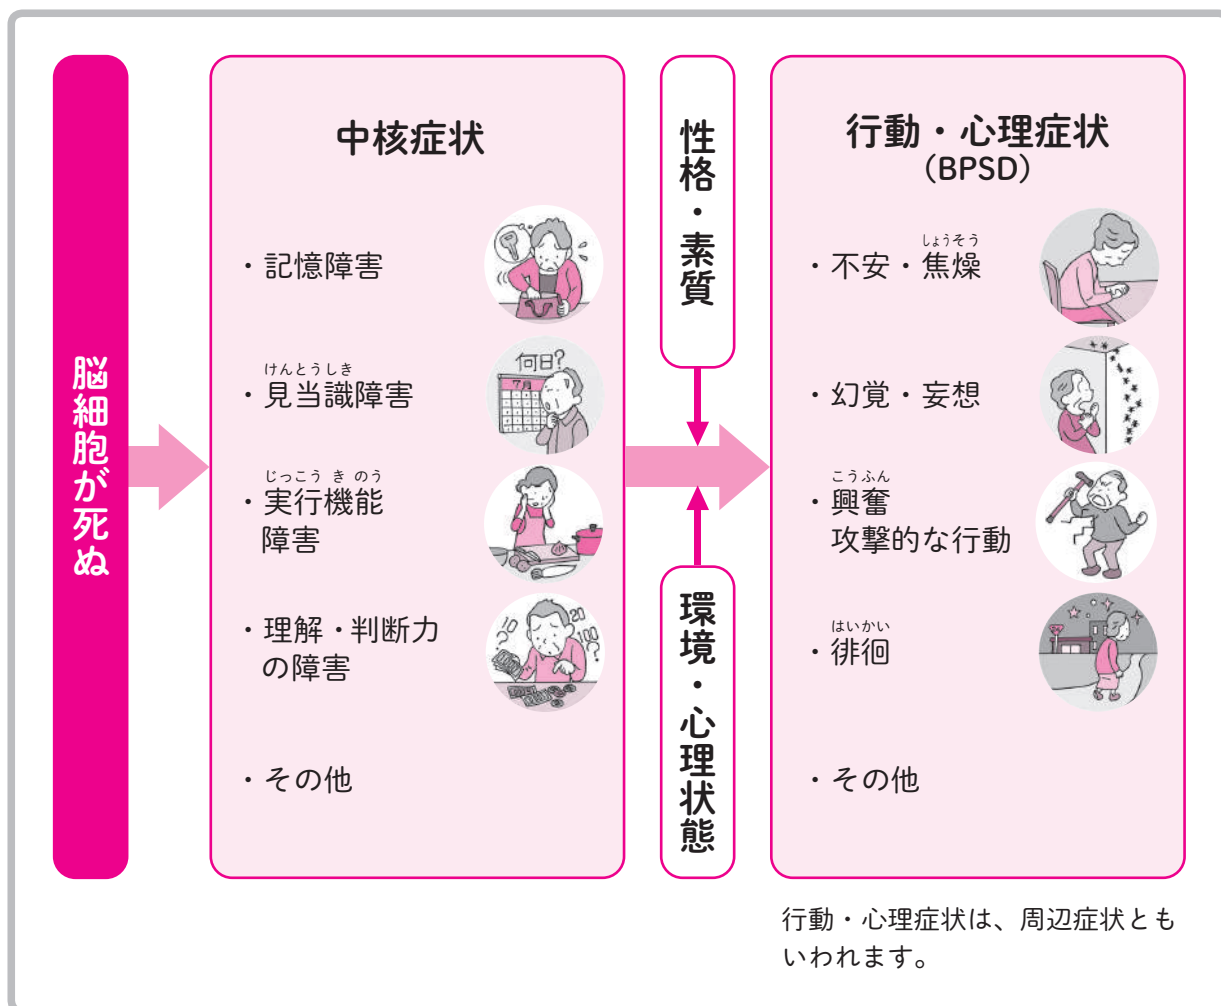 脳細胞が死ぬ
中核症状
・記憶障害
何日?
7月
けんとうしき
・見当識障害
じっこうきのう
・実行機能
障害
・理解・判断力
の障害
10
?
20
100
?
・その他
性格・素質
環境・心理状態
行動・心理症状
(BPSD)
しょうそう
・不安・焦燥
・幻覚・妄想
こうふん
・興奮
攻撃的な行動
はいかい
・徘徊
・その他
行動・心理症状は、周辺症状とも
いわれます。